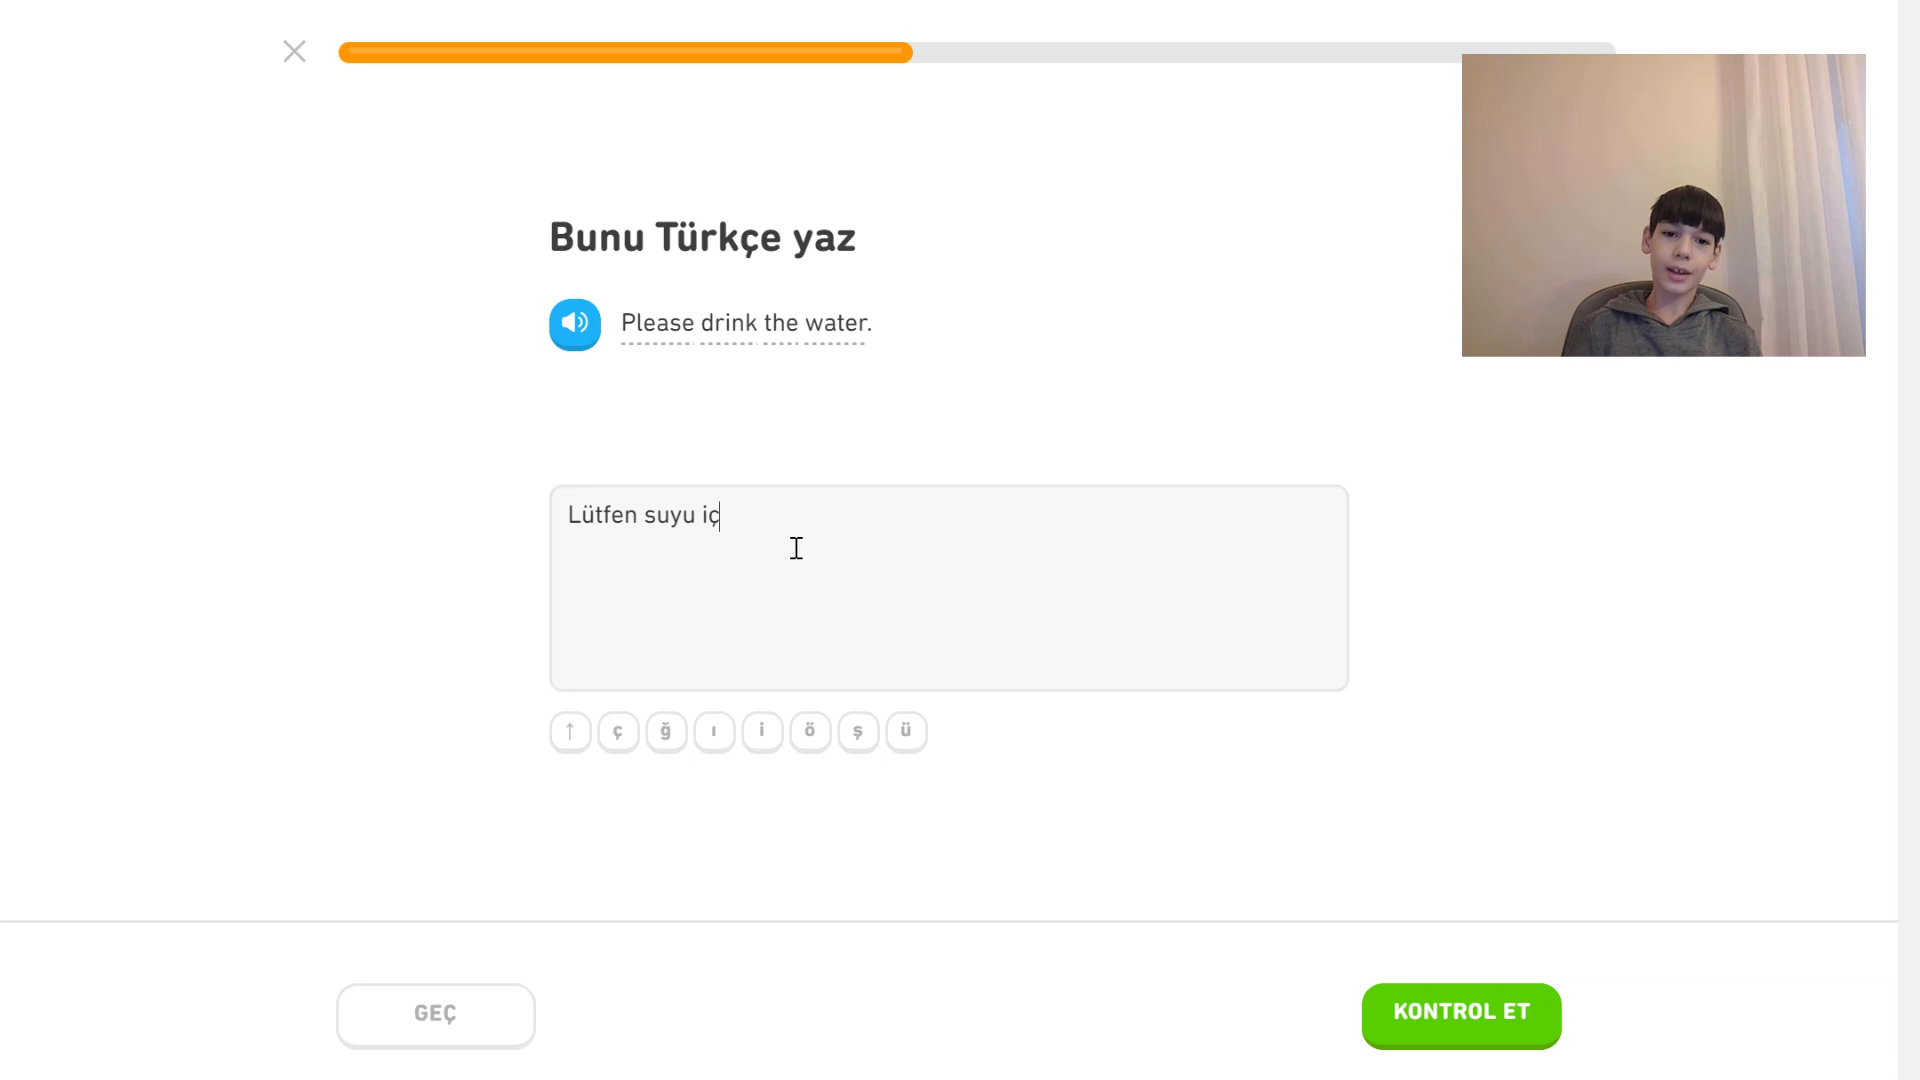 Bunu Türkçe yaz
Please drink the water.
Lütfen suyu iç
↑ ç ğ ı i ö ş ü
GEÇ
KONTROL ET